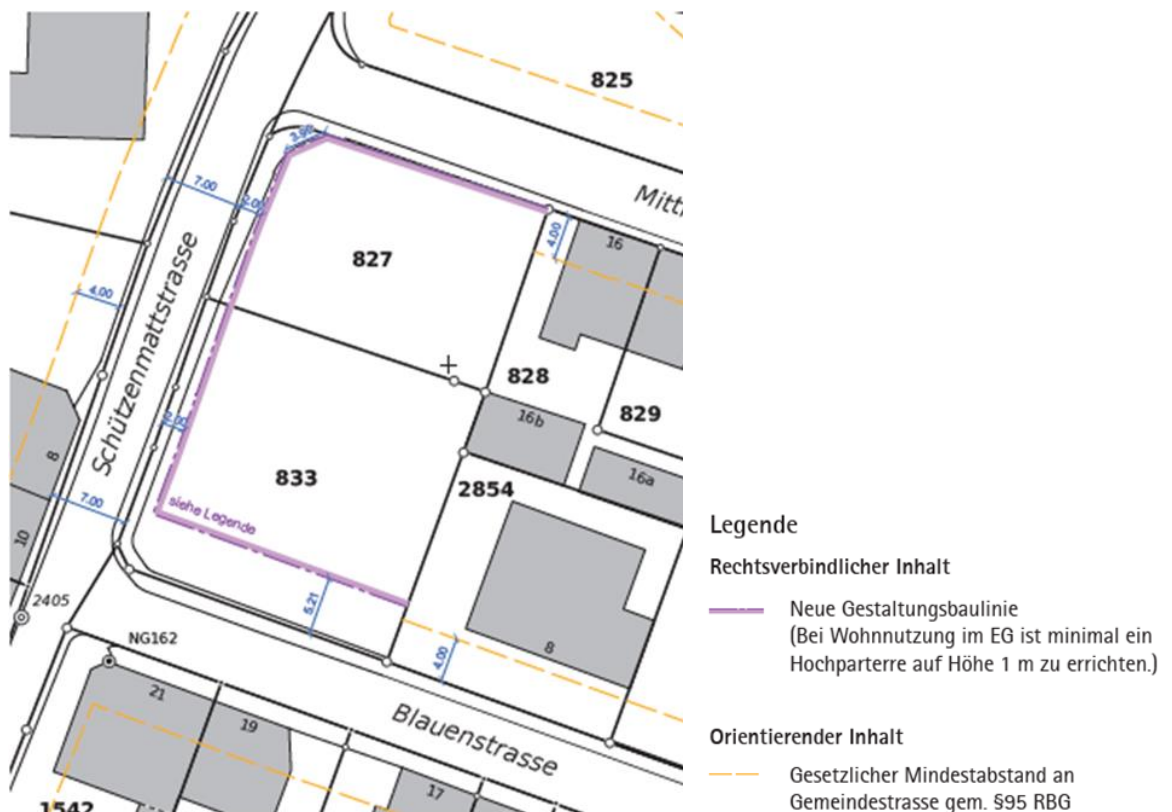 825
3.90
Mitt
7.00
2.00
4.00
16
827
Schützenmattstrasse
4.00
828
829
16b
16a
2.00
8
833
2854
siehe Legende
7.00
10
5.21
2405
4.00
8
NG162
21
19
Blauenstrasse
17
1542
Legende
Rechtsverbindlicher Inhalt
Neue Gestaltungsbaulinie
(Bei Wohnnutzung im EG ist minimal ein
Hochparterre auf Höhe 1 m zu errichten.)
Orientierender Inhalt
Gesetzlicher Mindestabstand an
Gemeindestrasse gem. §95 RBG